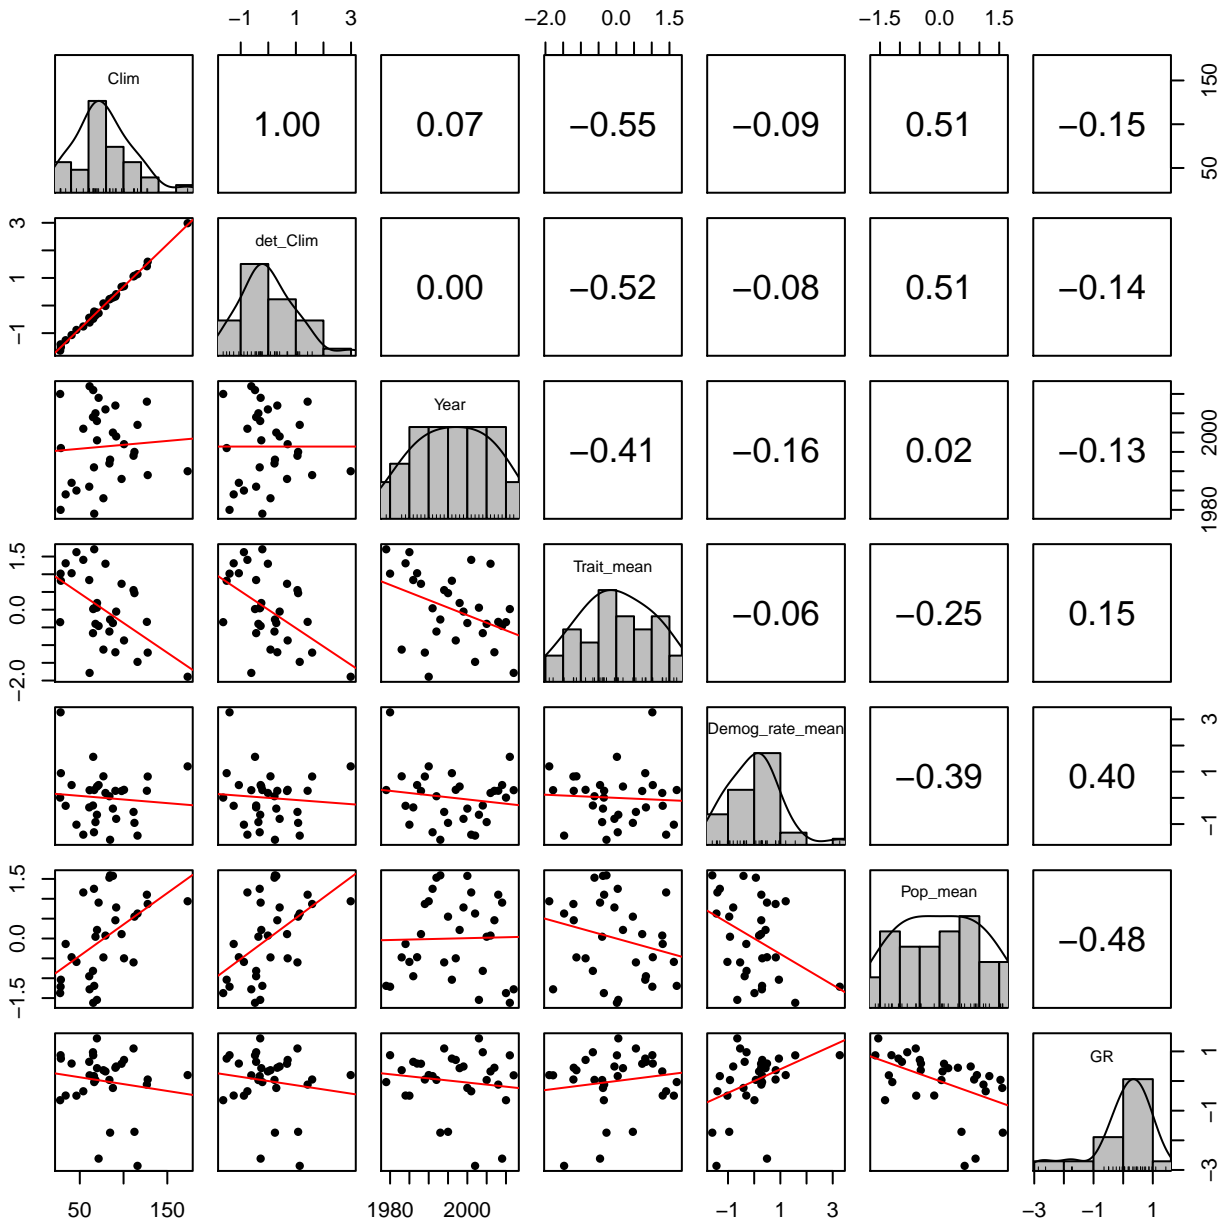 −1 1 3 −2.0 0.0 1.5 −1.5 0.0 1.5
Clim 1.00 0.07 −0.55 −0.09 0.51 −0.15 50 150
−1 1 3 det_Clim 0.00 −0.52 −0.08 0.51 −0.14
Year −0.41 −0.16 0.02 −0.13 1980 2000
−2.0 0.0 1.5 Trait_mean −0.06 −0.25 0.15
Demog_rate_mean −0.39 0.40 −1 1 3
−1.5 0.0 1.5 Pop_mean −0.48
GR −3 −1 1
50 150 1980 2000 −1 1 3 −3 −1 1